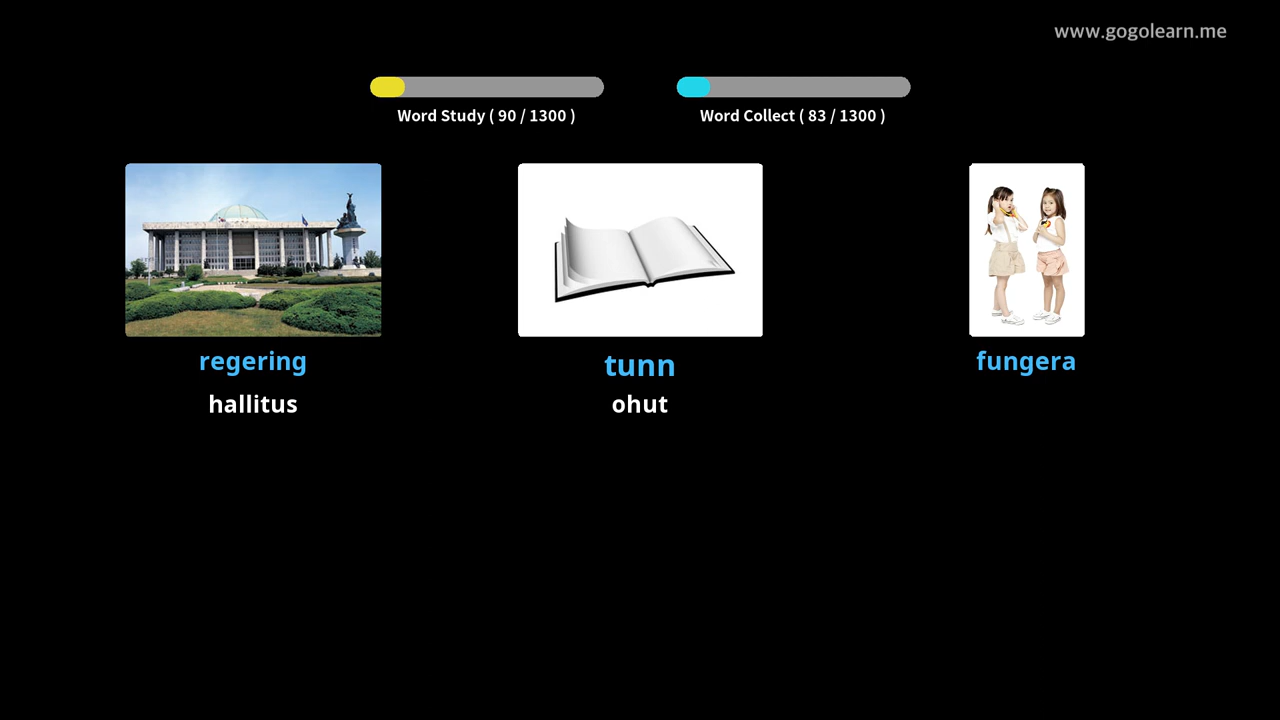 www.gogolearn.me
Word Study ( 90 / 1300 )
Word Collect ( 83 / 1300 )
regering
tunn
fungera
hallitus
ohut